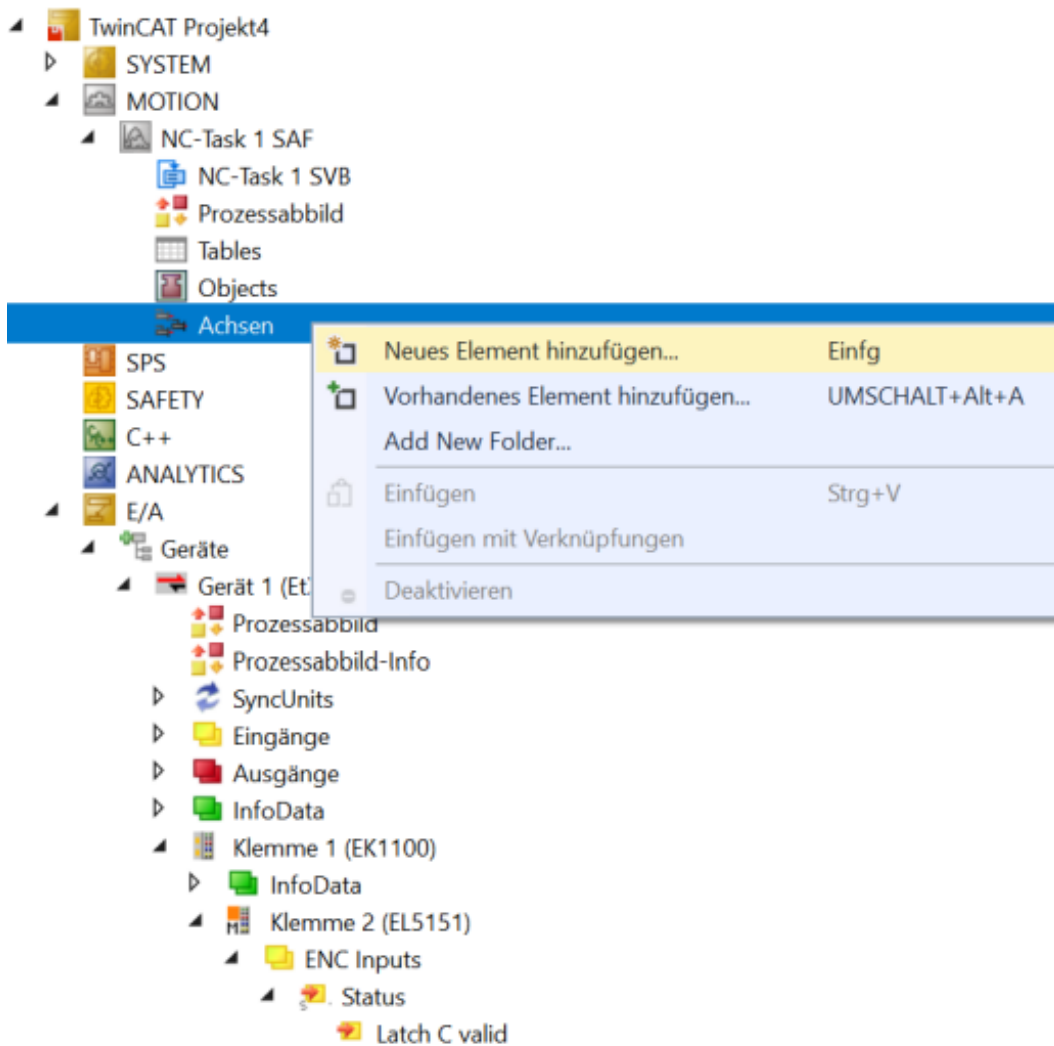 TwinCAT Projekt4
SYSTEM
MOTION
NC-Task 1 SAF
NC-Task 1 SVB
Prozessabbild
Tables
Objects
Achsen
Neues Element hinzufügen... Einfg
SPS
Vorhandenes Element hinzufügen... UMSCHALT+Alt+A
SAFETY
Add New Folder...
C++
ANALYTICS
Einfügen Strg+V
E/A
Einfügen mit Verknüpfungen
Geräte
Deaktivieren
Gerät 1 (Et
Prozessabbild
Prozessabbild-Info
SyncUnits
Eingänge
Ausgänge
InfoData
Klemme 1 (EK1100)
InfoData
Klemme 2 (EL5151)
ENC Inputs
Status
Latch C valid